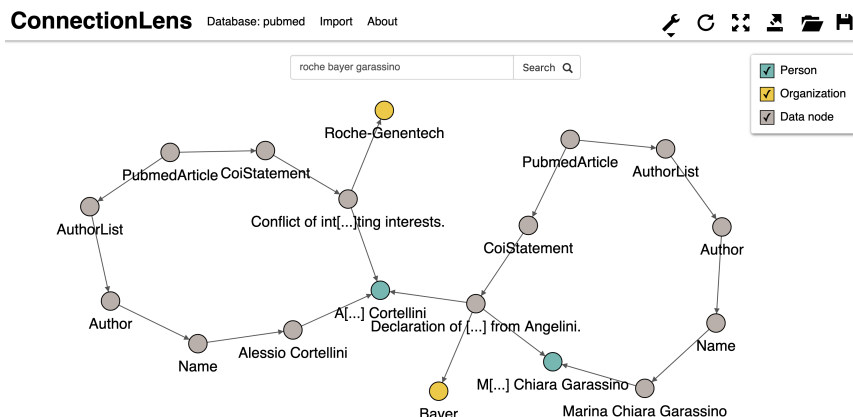 ConnectionLens Database: pubmed Import About
roche bayer garassino Search
Person
Organization
Data node
Roche-Genentech
PubmedArticle CoiStatement
PubmedArticle
AuthorList
Conflict of int[...]ting interests.
AuthorList
CoiStatement
Author
A[...] Cortellini
Author
Declaration of [...] from Angelini.
Name
Alessio Cortellini
Name
M[...] Chiara Garassino
Bayer
Marina Chiara Garassino